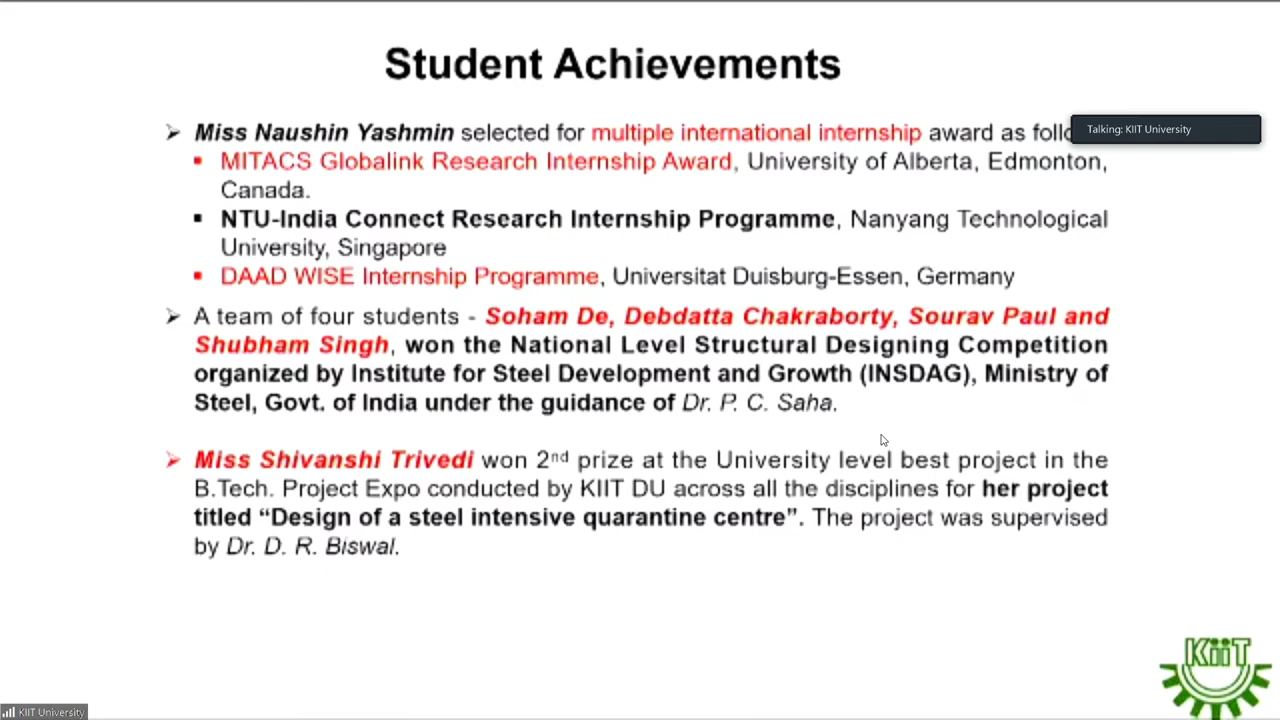 Student Achievements
➢ Miss Naushin Yashmin selected for multiple international internship award as
Talking: KIIT University
▪ MITACS Globalink Research Internship Award, University of Alberta, Edmonton,
Canada.
▪ NTU-India Connect Research Internship Programme, Nanyang Technological
University, Singapore
▪ DAAD WISE Internship Programme, Universitat Duisburg-Essen, Germany
➢ A team of four students - Soham De, Debdatta Chakraborty, Sourav Paul and
Shubham Singh, won the National Level Structural Designing Competition
organized by Institute for Steel Development and Growth (INSDAG), Ministry of
Steel, Govt. of India under the guidance of Dr. P. C. Saha.
➢ Miss Shivanshi Trivedi won 2nd prize at the University level best project in the
B.Tech. Project Expo conducted by KIIT DU across all the disciplines for her project
titled “Design of a steel intensive quarantine centre”. The project was supervised
by Dr. D. R. Biswal.
KiiT
KIIT University